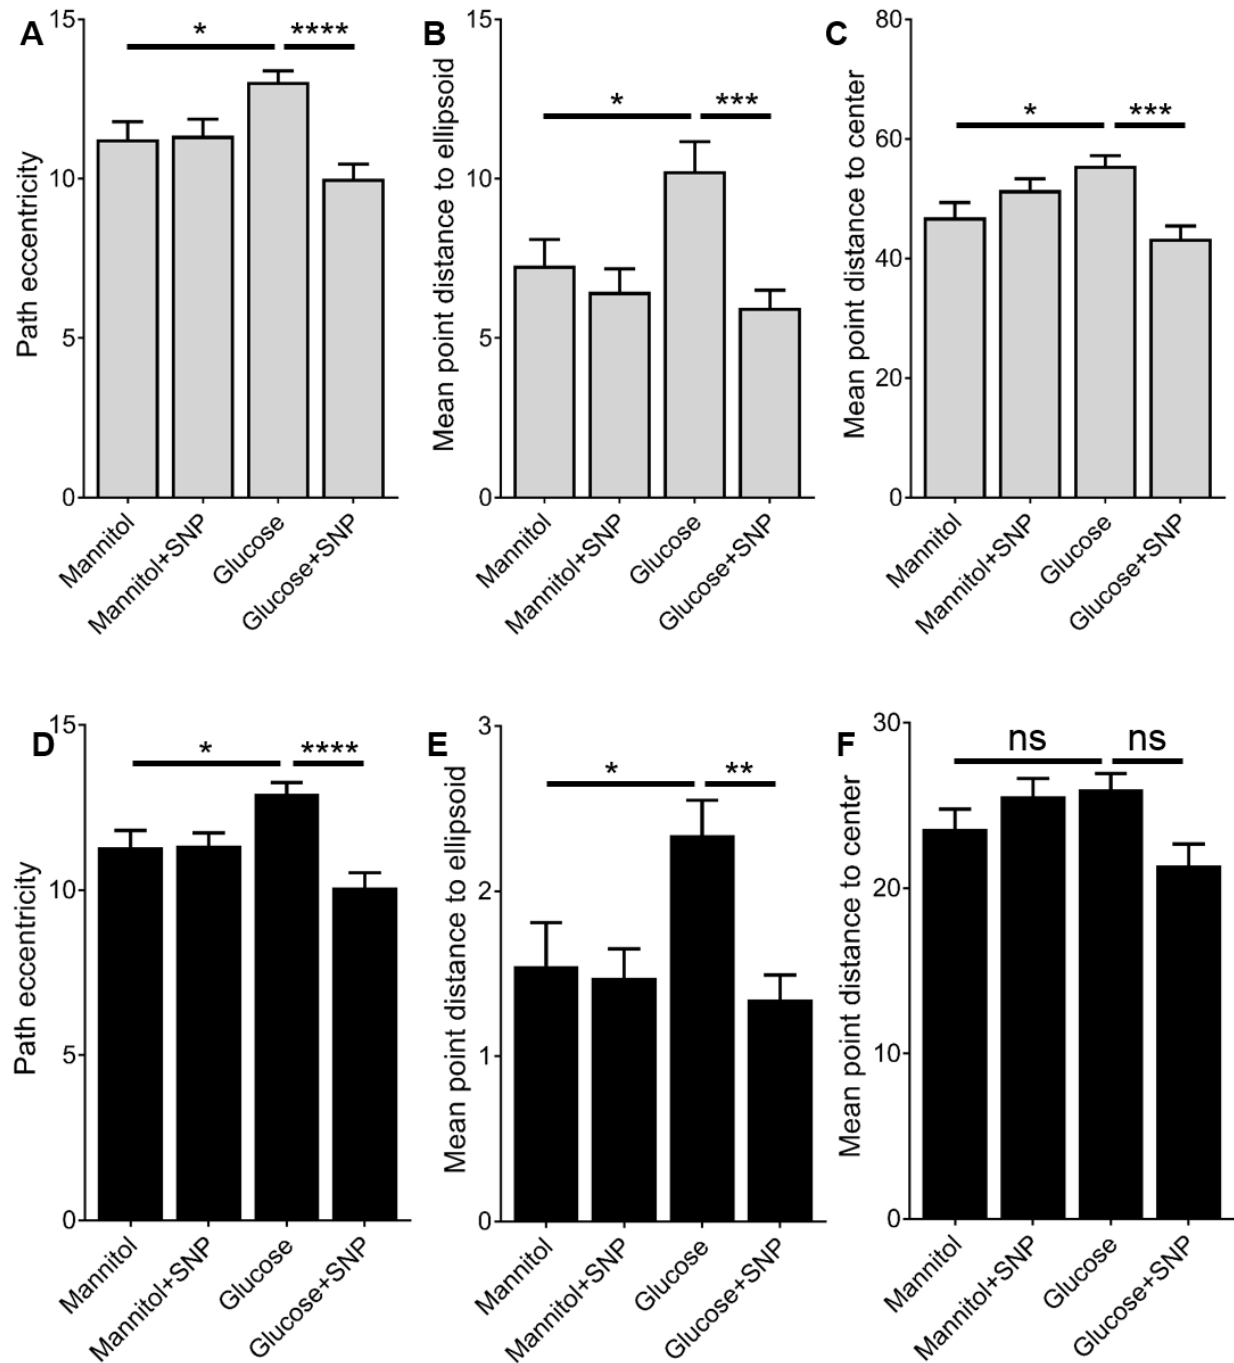 A
Path eccentricity
15
10
5
0
*
****
Mannitol
Mannitol+SNP
Glucose
Glucose+SNP
B
Mean point distance to ellipsoid
15
10
5
0
*
***
Mannitol
Mannitol+SNP
Glucose
Glucose+SNP
C
Mean point distance to center
80
60
40
20
0
*
***
Mannitol
Mannitol+SNP
Glucose
Glucose+SNP
D
Path eccentricity
15
10
5
0
*
****
Mannitol
Mannitol+SNP
Glucose
Glucose+SNP
E
Mean point distance to ellipsoid
3
2
1
0
*
**
Mannitol
Mannitol+SNP
Glucose
Glucose+SNP
F
Mean point distance to center
30
20
10
0
ns
ns
Mannitol
Mannitol+SNP
Glucose
Glucose+SNP